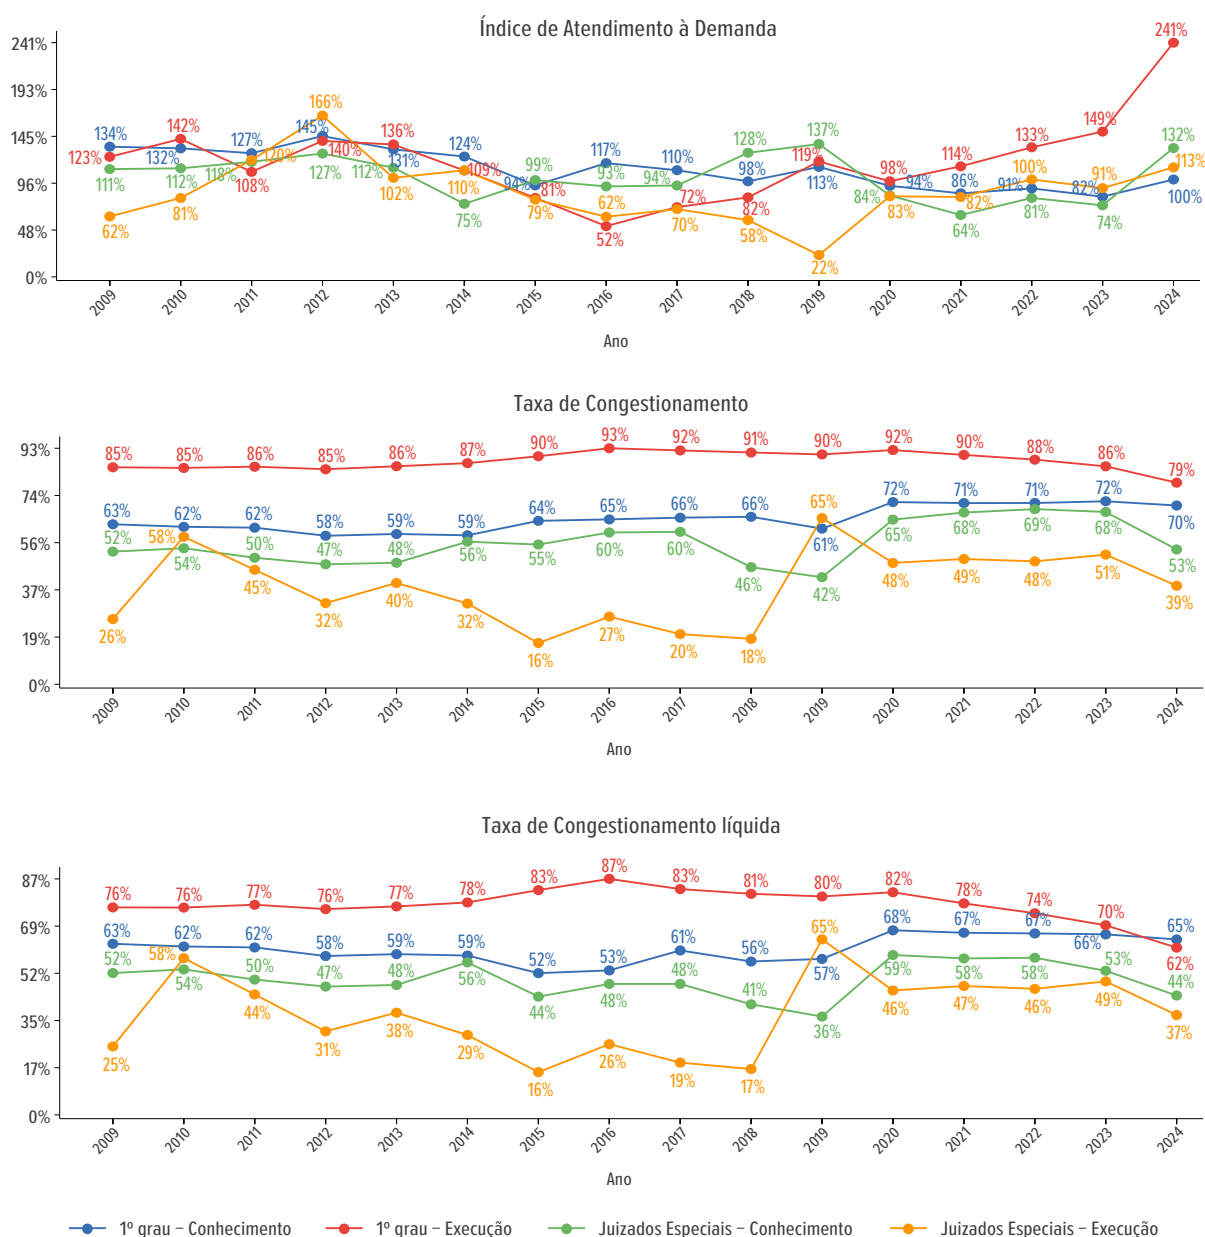 Índice de Atendimento à Demanda
241%
193%
145%
96%
48%
0%
134% 132% 127% 145% 131% 124% 94% 117% 110% 98% 113% 94% 86% 91% 82% 100%
123% 142% 108% 140% 136% 109% 81% 52% 72% 82% 119% 98% 114% 133% 149% 241%
111% 112% 118% 127% 112% 75% 99% 93% 94% 128% 137% 84% 64% 81% 74% 132%
62% 81% 120% 166% 102% 110% 79% 62% 70% 58% 22% 83% 82% 100% 91% 113%
2009 2010 2011 2012 2013 2014 2015 2016 2017 2018 2019 2020 2021 2022 2023 2024
Ano
Taxa de Congestionamento
93%
74%
56%
37%
19%
0%
85% 85% 86% 85% 86% 87% 90% 93% 92% 91% 90% 92% 90% 88% 86% 79%
63% 62% 62% 58% 59% 59% 64% 65% 66% 66% 61% 72% 71% 71% 72% 70%
52% 54% 50% 47% 48% 56% 55% 60% 60% 46% 42% 65% 68% 69% 68% 53%
26% 58% 45% 32% 40% 32% 16% 27% 20% 18% 65% 48% 49% 48% 51% 39%
2009 2010 2011 2012 2013 2014 2015 2016 2017 2018 2019 2020 2021 2022 2023 2024
Ano
Taxa de Congestionamento líquida
87%
69%
52%
35%
17%
0%
76% 76% 77% 76% 77% 78% 83% 87% 83% 81% 80% 82% 78% 74% 70% 62%
63% 62% 62% 58% 59% 59% 52% 53% 61% 56% 57% 68% 67% 67% 66% 65%
52% 54% 50% 47% 48% 56% 44% 48% 48% 41% 36% 59% 58% 58% 53% 44%
25% 58% 44% 31% 38% 29% 16% 26% 19% 17% 65% 46% 47% 46% 49% 37%
2009 2010 2011 2012 2013 2014 2015 2016 2017 2018 2019 2020 2021 2022 2023 2024
Ano
1º grau – Conhecimento 1º grau – Execução Juizados Especiais – Conhecimento Juizados Especiais – Execução